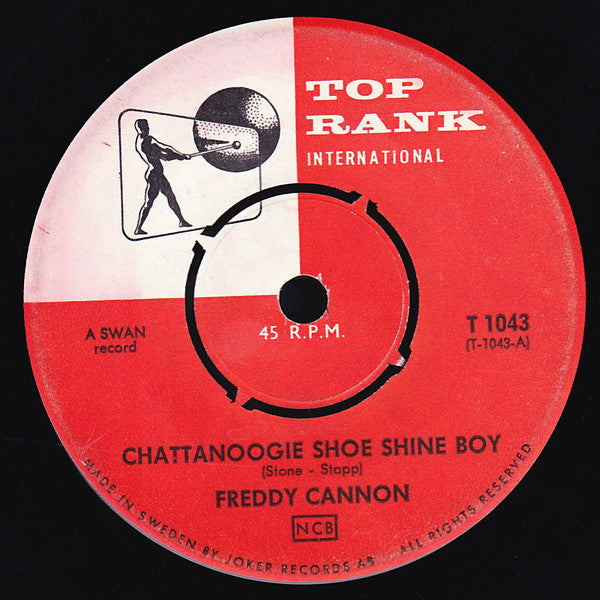 TOP
RANK
INTERNATiONAL
A SWAN
record
45 R.P.M.
T 1043
(T-1043-A)
CHATTANOOGIE SHOE SHINE BOY
(Stone - Stapp)
FREDDY CANNON
NCB
MADE IN SWEDEN BY JOKER RECORDS AB. ALL RIGHTS RESERVED